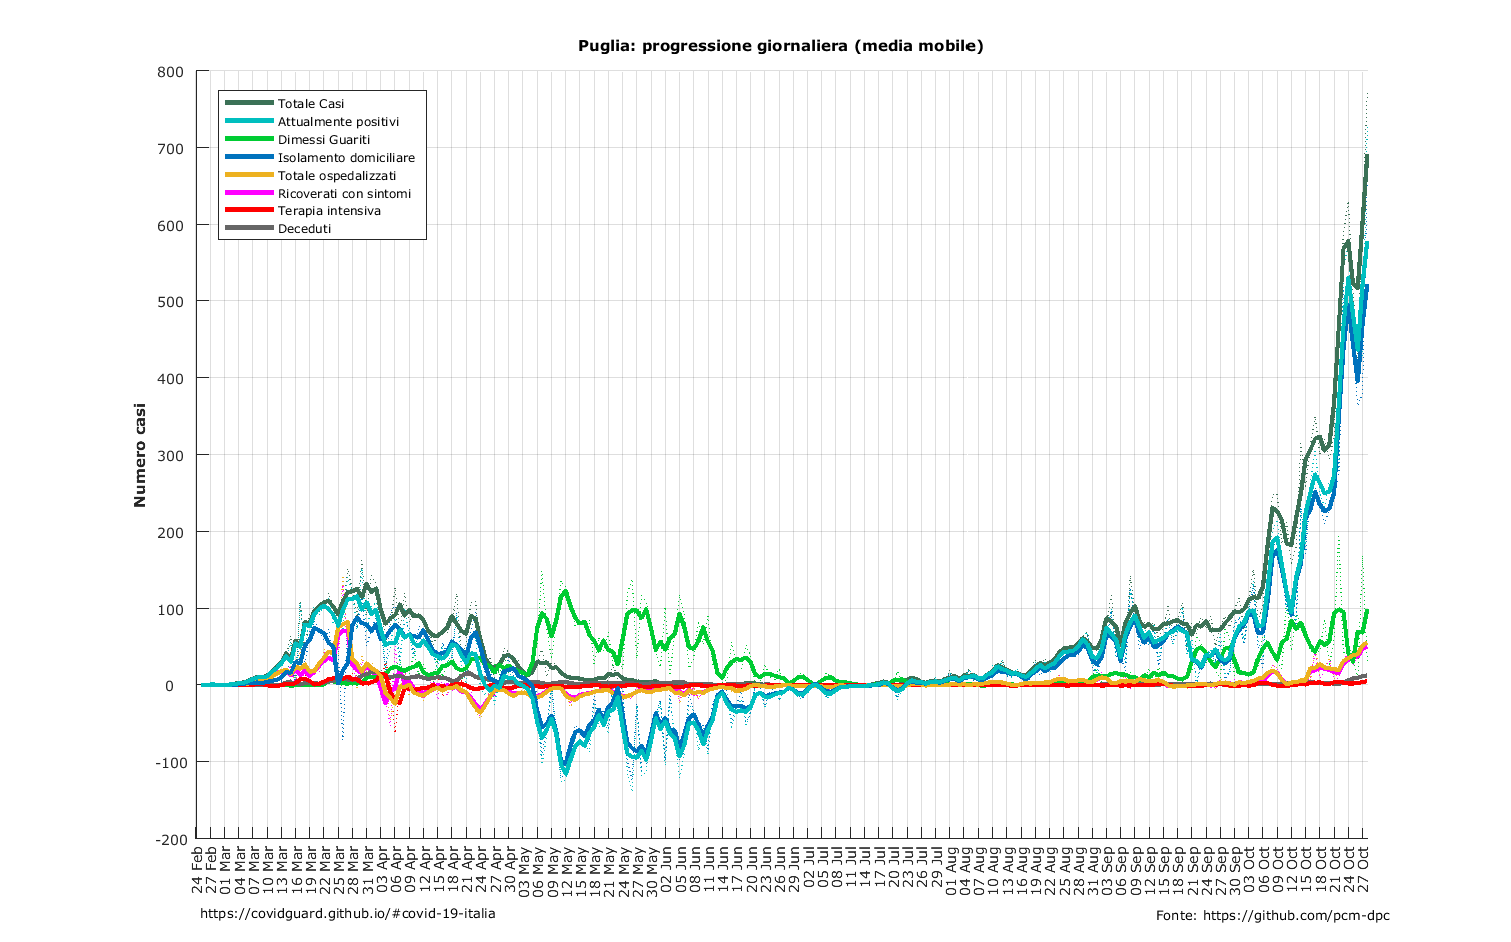 Puglia: progressione giornaliera (media mobile)
800
700
600
500
400
300
200
100
0
-100
-200
Numero casi
Totale Casi
Attualmente positivi
Dimessi Guariti
Isolamento domiciliare
Totale ospedalizzati
Ricoverati con sintomi
Terapia intensiva
Deceduti
24 Feb
27 Feb
01 Mar
04 Mar
07 Mar
10 Mar
13 Mar
16 Mar
19 Mar
22 Mar
25 Mar
28 Mar
31 Mar
03 Apr
06 Apr
09 Apr
12 Apr
15 Apr
18 Apr
21 Apr
24 Apr
27 Apr
30 Apr
03 May
06 May
09 May
12 May
15 May
18 May
21 May
24 May
27 May
30 May
02 Jun
05 Jun
08 Jun
11 Jun
14 Jun
17 Jun
20 Jun
23 Jun
26 Jun
29 Jun
02 Jul
05 Jul
08 Jul
11 Jul
14 Jul
17 Jul
20 Jul
23 Jul
26 Jul
29 Jul
01 Aug
04 Aug
07 Aug
10 Aug
13 Aug
16 Aug
19 Aug
22 Aug
25 Aug
28 Aug
31 Aug
03 Sep
06 Sep
09 Sep
12 Sep
15 Sep
18 Sep
21 Sep
24 Sep
27 Sep
30 Sep
03 Oct
06 Oct
09 Oct
12 Oct
15 Oct
18 Oct
21 Oct
24 Oct
27 Oct
https://covidguard.github.io/#covid-19-italia
Fonte: https://github.com/pcm-dpc